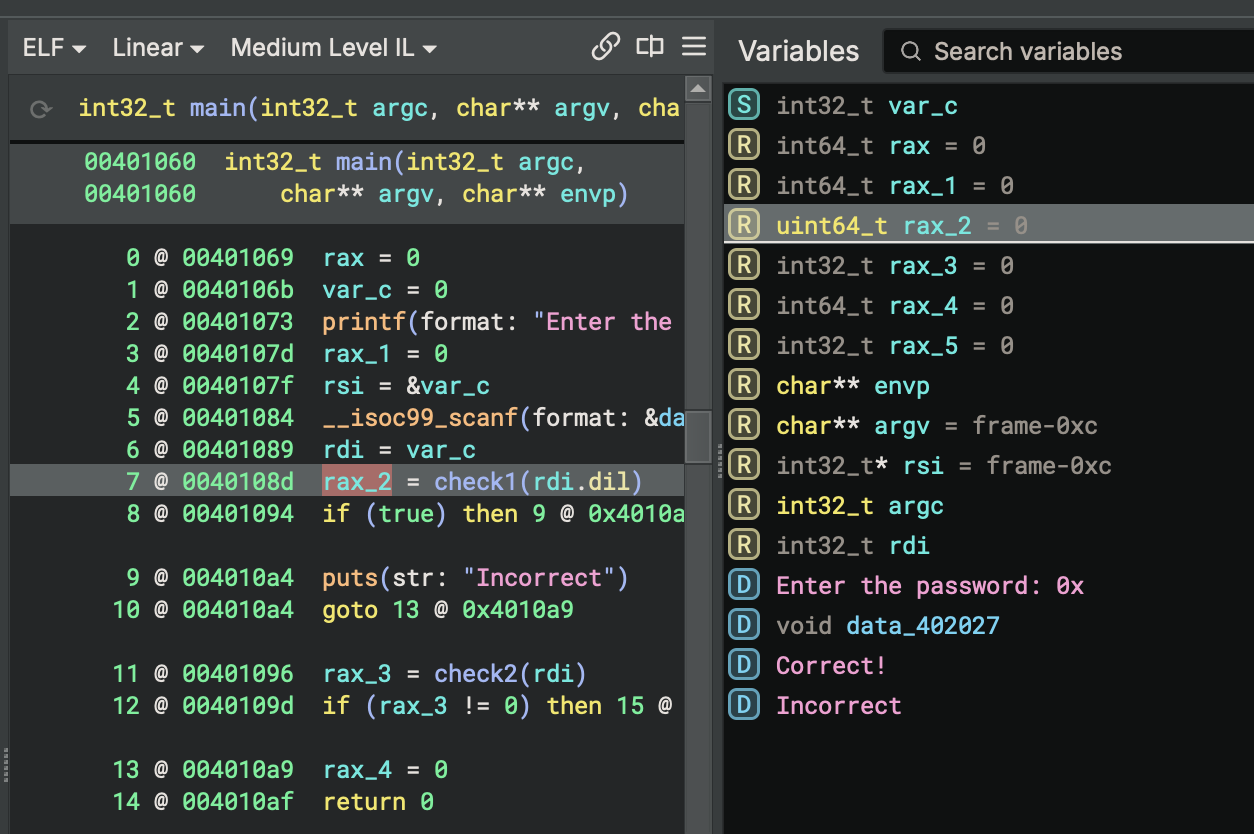 ELF Linear Medium Level IL
int32_t main(int32_t argc, char** argv, cha
00401060 int32_t main(int32_t argc,
00401060 char** argv, char** envp)
0 @ 00401069 rax = 0
1 @ 0040106b var_c = 0
2 @ 00401073 printf(format: "Enter the
3 @ 0040107d rax_1 = 0
4 @ 0040107f rsi = &var_c
5 @ 00401084 __isoc99_scanf(format: &da
6 @ 00401089 rdi = var_c
7 @ 0040108d rax_2 = check1(rdi.dil)
8 @ 00401094 if (true) then 9 @ 0x4010a
9 @ 004010a4 puts(str: "Incorrect")
10 @ 004010a4 goto 13 @ 0x4010a9
11 @ 00401096 rax_3 = check2(rdi)
12 @ 0040109d if (rax_3 != 0) then 15 @
13 @ 004010a9 rax_4 = 0
14 @ 004010af return 0
Variables
Search variables
S int32_t var_c
R int64_t rax = 0
R int64_t rax_1 = 0
R uint64_t rax_2 = 0
R int32_t rax_3 = 0
R int64_t rax_4 = 0
R int32_t rax_5 = 0
R char** envp
R char** argv = frame-0xc
R int32_t* rsi = frame-0xc
R int32_t argc
R int32_t rdi
D Enter the password: 0x
D void data_402027
D Correct!
D Incorrect